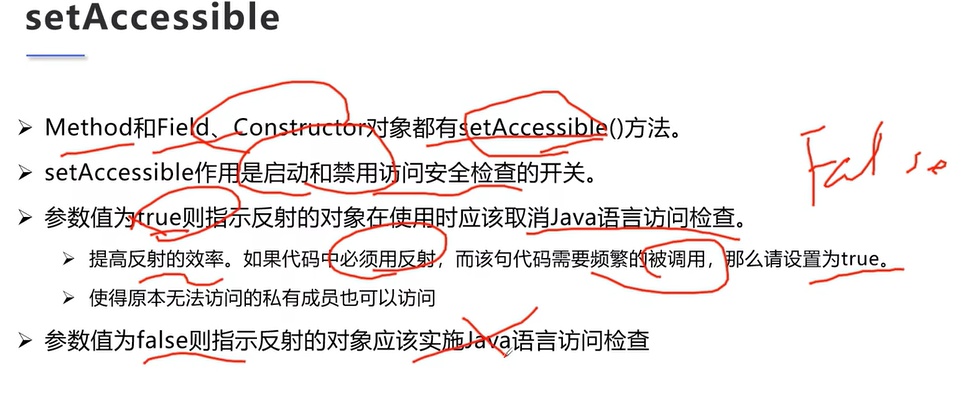 setAccessible
➢ Method和Field、Constructor对象都有setAccessible()方法。
➢ setAccessible作用是启动和禁用访问安全检查的开关。
➢ 参数值为true则指示反射的对象在使用时应该取消Java语言访问检查。
➢ 提高反射的效率。如果代码中必须用反射，而该句代码需要频繁的被调用，那么请设置为true。
➢ 使得原本无法访问的私有成员也可以访问
➢ 参数值为false则指示反射的对象应该实施Java语言访问检查
False